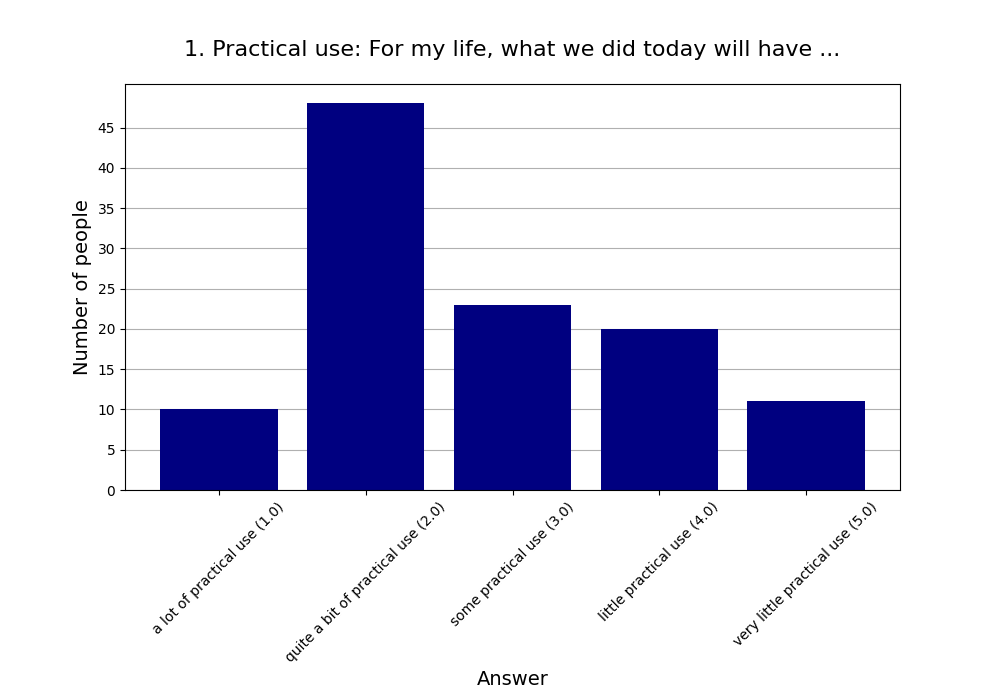 1. Practical use: For my life, what we did today will have ...
Number of people
45
40
35
30
25
20
15
10
5
0
a lot of practical use (1.0)
quite a bit of practical use (2.0)
some practical use (3.0)
little practical use (4.0)
very little practical use (5.0)
Answer